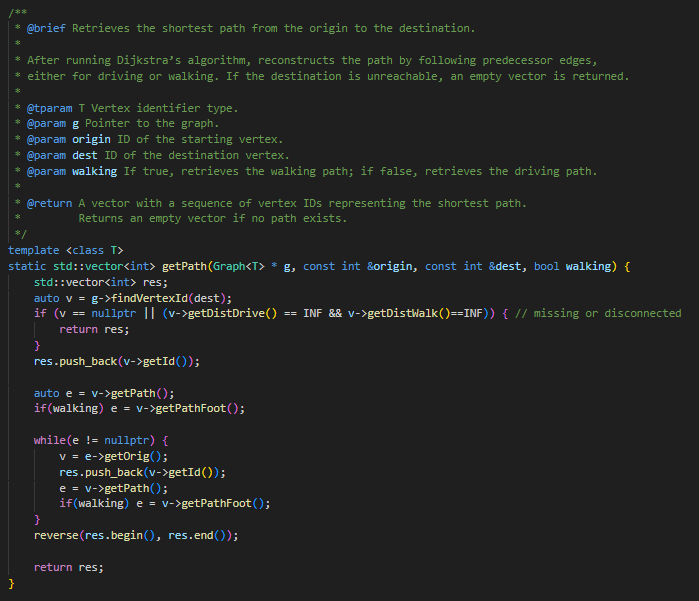 /**
 * @brief Retrieves the shortest path from the origin to the destination.
 *
 * After running Dijkstra’s algorithm, reconstructs the path by following predecessor edges,
 * either for driving or walking. If the destination is unreachable, an empty vector is returned.
 *
 * @tparam T Vertex identifier type.
 * @param g Pointer to the graph.
 * @param origin ID of the starting vertex.
 * @param dest ID of the destination vertex.
 * @param walking If true, retrieves the walking path; if false, retrieves the driving path.
 *
 * @return A vector with a sequence of vertex IDs representing the shortest path.
 *         Returns an empty vector if no path exists.
 */
template <class T>
static std::vector<int> getPath(Graph<T> * g, const int &origin, const int &dest, bool walking) {
    std::vector<int> res;
    auto v = g->findVertexId(dest);
    if (v == nullptr || (v->getDistDrive() == INF && v->getDistWalk()==INF)) { // missing or disconnected
        return res;
    }
    res.push_back(v->getId());

    auto e = v->getPath();
    if(walking) e = v->getPathFoot();

    while(e != nullptr) {
        v = e->getOrig();
        res.push_back(v->getId());
        e = v->getPath();
        if(walking) e = v->getPathFoot();
    }
    reverse(res.begin(), res.end());

    return res;
}